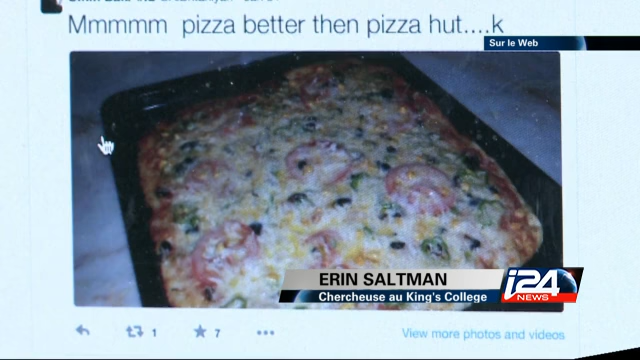 Mmmmm pizza better then pizza hut....k
Sur le Web
ERIN SALTMAN
Chercheuse au King's College
i24
NEWS
1
7
View more photos and videos